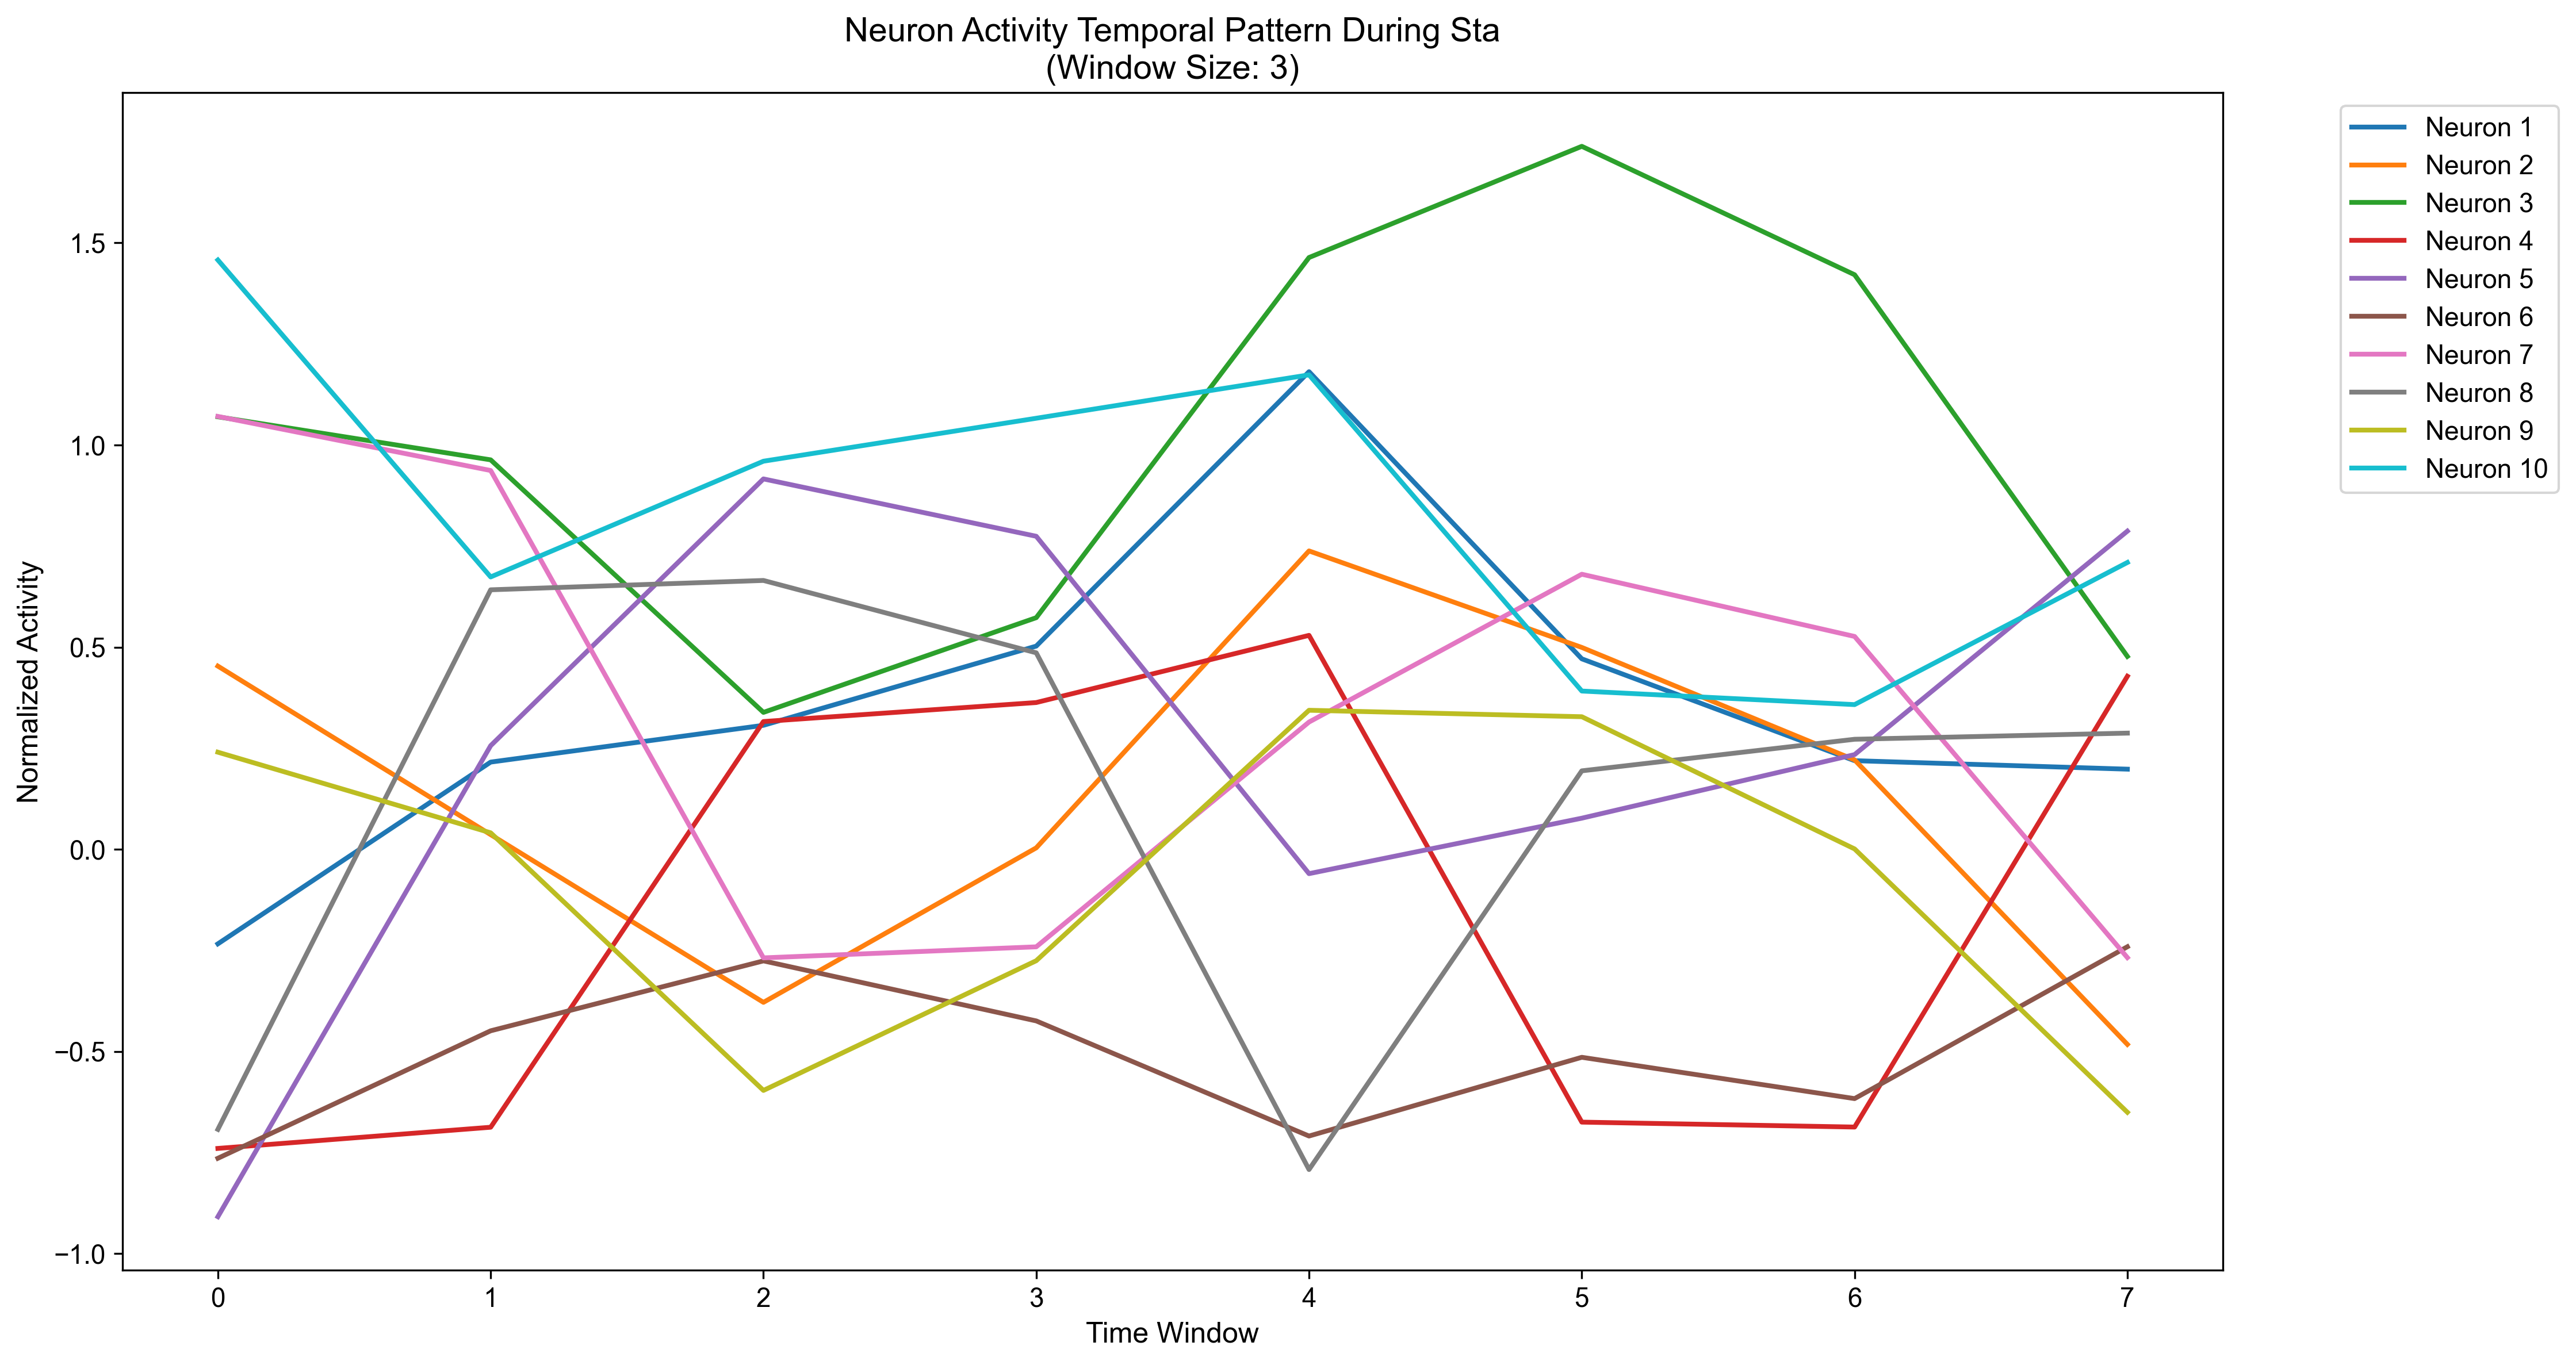 Neuron Activity Temporal Pattern During Sta
(Window Size: 3)
Normalized Activity
1.5
1.0
0.5
0.0
−0.5
−1.0
0 1 2 3 4 5 6 7
Time Window
Neuron 1
Neuron 2
Neuron 3
Neuron 4
Neuron 5
Neuron 6
Neuron 7
Neuron 8
Neuron 9
Neuron 10